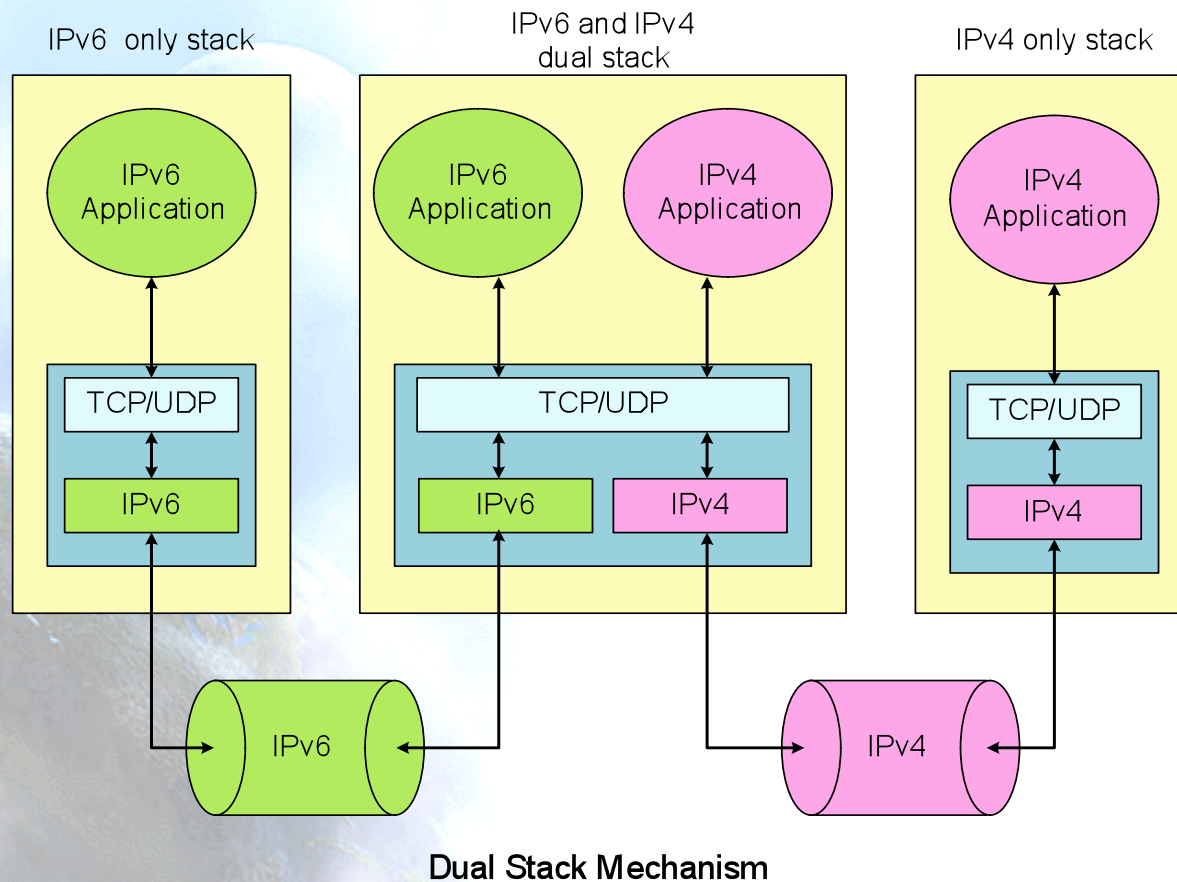 IPv6 only stack
IPv6 and IPv4
dual stack
IPv4 only stack
IPv6
Application
IPv6
Application
IPv4
Application
IPv4
Application
TCP/UDP
TCP/UDP
TCP/UDP
IPv6
IPv6
IPv4
IPv4
IPv6
IPv4
Dual Stack Mechanism